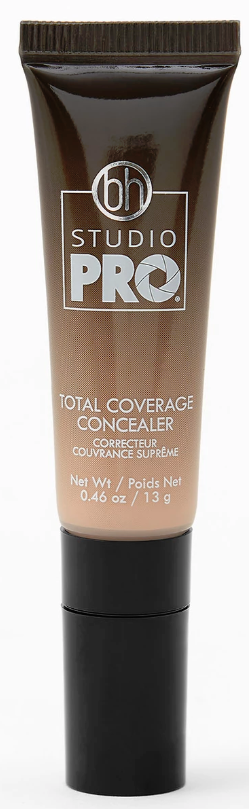 bh
STUDIO
PRO®
TOTAL COVERAGE
CONCEALER
CORRECTEUR
COUVRANCE SUPRÊME
Net Wt / Poids Net
0.46 oz / 13 g